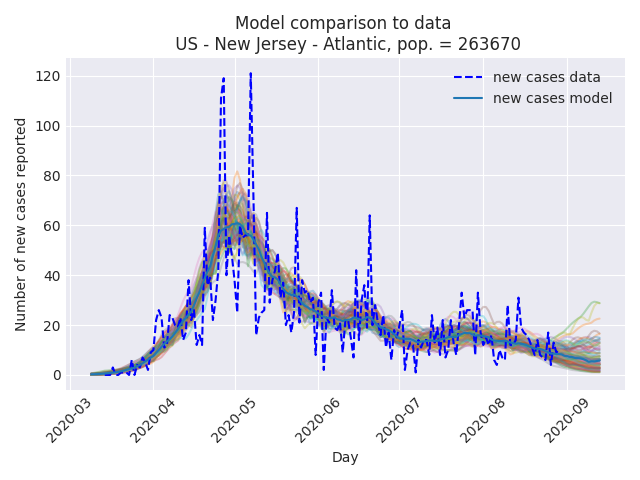 Model comparison to data
US - New Jersey - Atlantic, pop. = 263670
new cases data
new cases model
Number of new cases reported
120
100
80
60
40
20
0
2020-03
2020-04
2020-05
2020-06
2020-07
2020-08
2020-09
Day